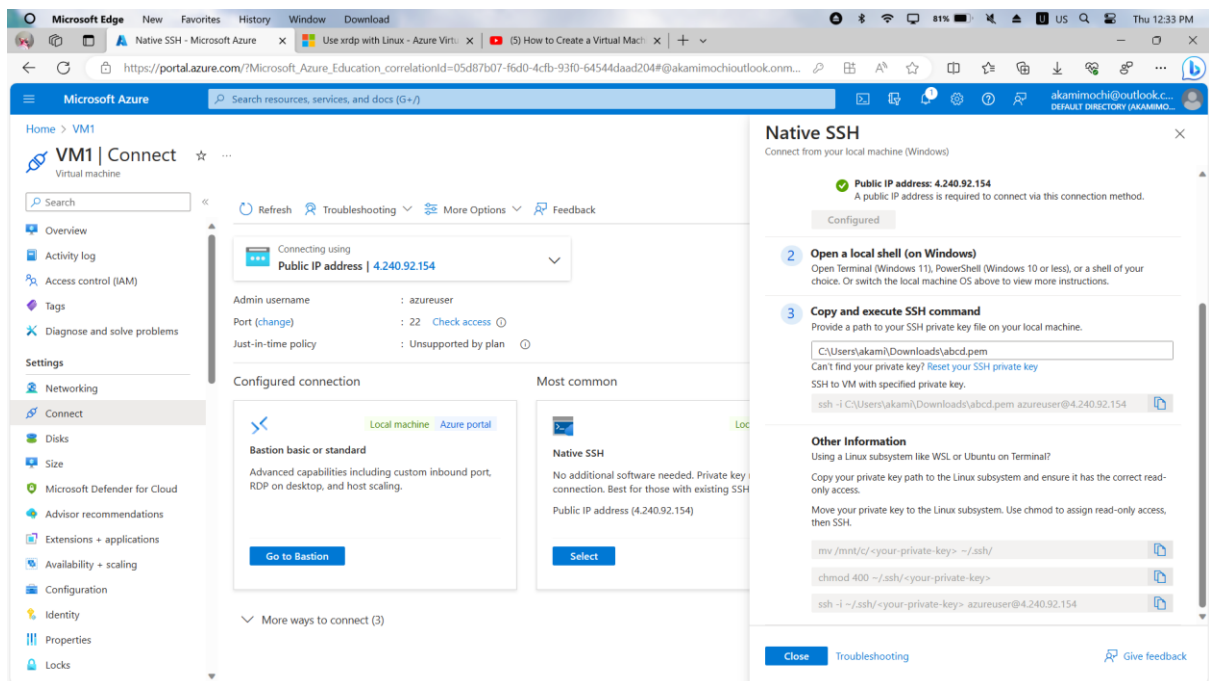 Microsoft Edge New Favorites History Window Download
81% US Thu 12:33 PM
Native SSH - Microsoft Azure
Use xrdp with Linux - Azure Virtu
(5) How to Create a Virtual Mach
https://portal.azure.com/?Microsoft_Azure_Education_correlationId=05d87b07-f6d0-4cfb-93f0-64544daad204#@akamimochioutlook.onm...
Microsoft Azure
Search resources, services, and docs (G+/)
1
akamimochi@outlook.c...
DEFAULT DIRECTORY (AKAMIMO...
Home > VM1
VM1 | Connect
Virtual machine
Search
Overview
Activity log
Access control (IAM)
Tags
Diagnose and solve problems
Settings
Networking
Connect
Disks
Size
Microsoft Defender for Cloud
Advisor recommendations
Extensions + applications
Availability + scaling
Configuration
Identity
Properties
Locks
Refresh Troubleshooting More Options Feedback
Connecting using
Public IP address | 4.240.92.154
Admin username : azureuser
Port (change) : 22 Check access
Just-in-time policy : Unsupported by plan
Configured connection
Local machine Azure portal
Bastion basic or standard
Advanced capabilities including custom inbound port,
RDP on desktop, and host scaling.
Go to Bastion
Most common
Loc
Native SSH
No additional software needed. Private key
connection. Best for those with existing SSH
Public IP address (4.240.92.154)
Select
More ways to connect (3)
Native SSH
Connect from your local machine (Windows)
Public IP address: 4.240.92.154
A public IP address is required to connect via this connection method.
Configured
2 Open a local shell (on Windows)
Open Terminal (Windows 11), PowerShell (Windows 10
or less), or a shell of your
choice. Or switch the local machine OS above to view
more instructions.
3 Copy and execute SSH command
Provide a path to your SSH private key file on your local machine.
C:\Users\akami\Downloads\abcd.pem
Can't find your private key? Reset your SSH private key
SSH to VM with specified private key.
ssh -i C:\Users\akami\Downloads\abcd.pem azureuser@4.240.92.154
Other Information
Using a Linux subsystem like WSL or Ubuntu on Terminal?
Copy your private key path to the Linux subsystem and ensure it has the correct read-
only access.
Move your private key to the Linux subsystem. Use chmod to assign read-only access,
then SSH.
mv /mnt/c/<your-private-key> ~/.ssh/
chmod 400 ~/.ssh/<your-private-key>
ssh -i ~/.ssh/<your-private-key> azureuser@4.240.92.154
Close Troubleshooting Give feedback